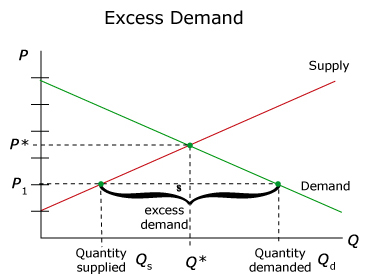 Excess Demand
P
Supply
P*
P1
s
excess
demand
Demand
Q
Quantity
supplied Qs
Q*
Quantity
demanded Qd